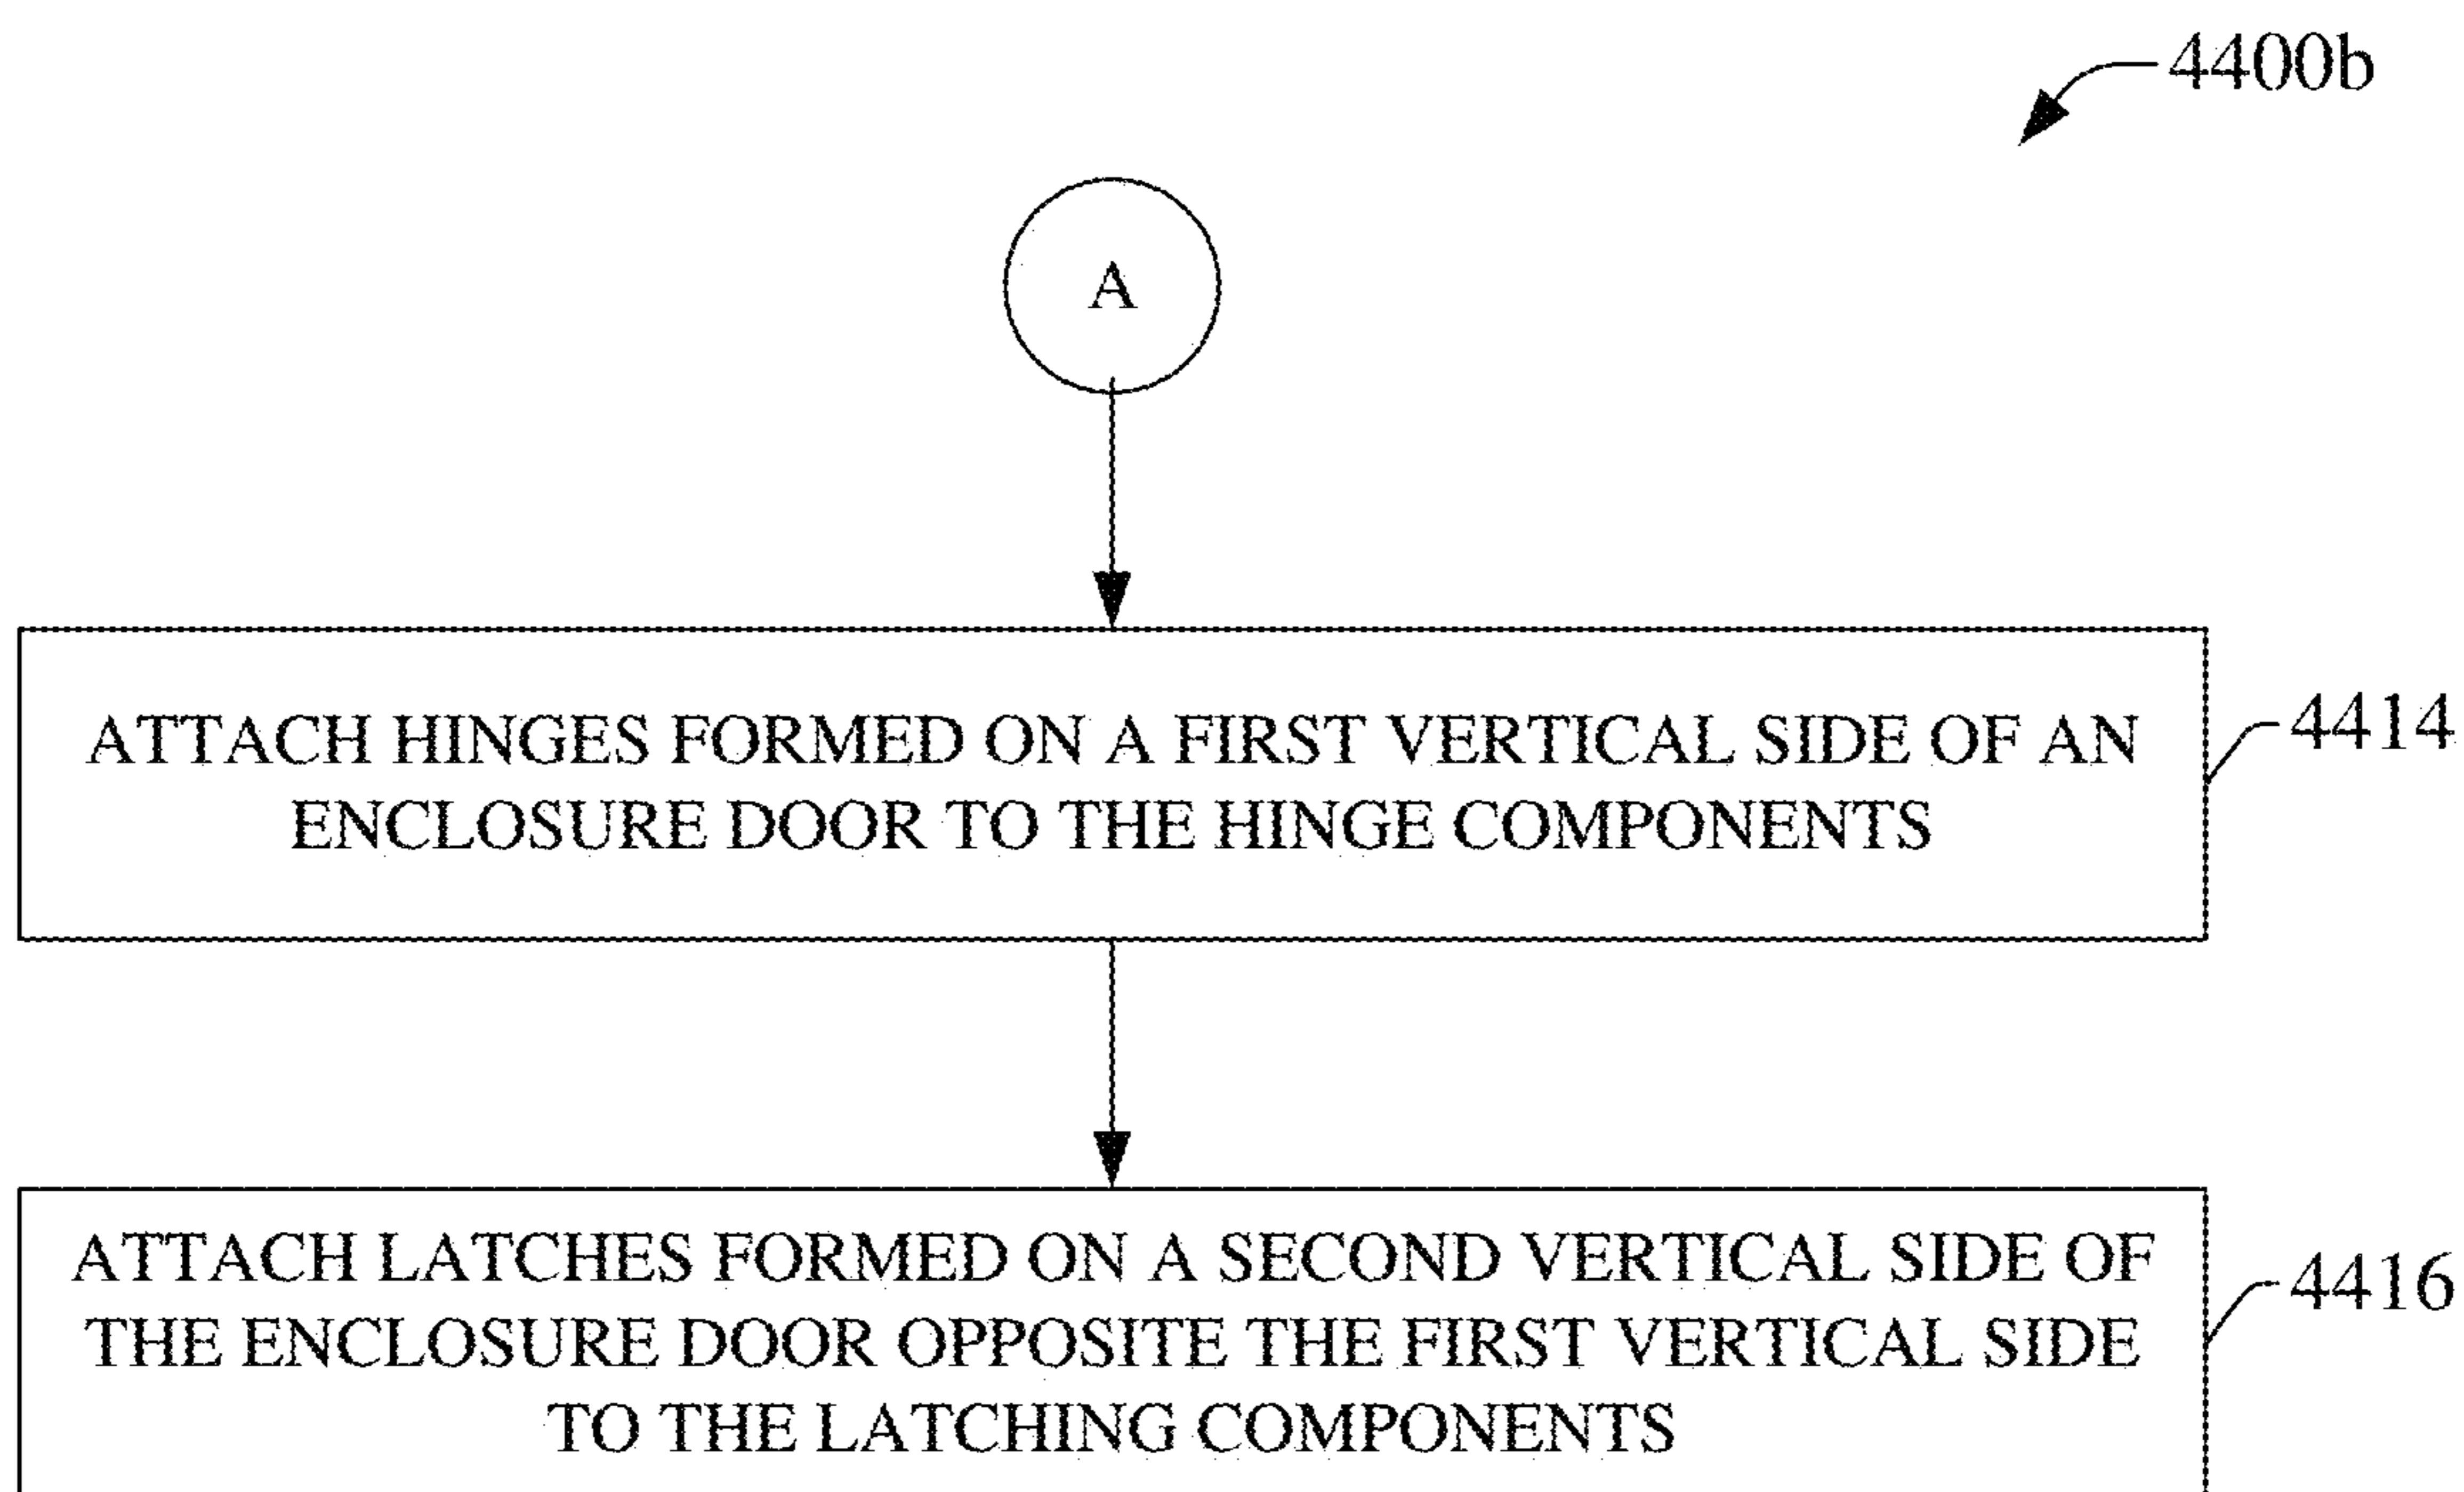 4400b
A
ATTACH HINGES FORMED ON A FIRST VERTICAL SIDE OF AN
ENCLOSURE DOOR TO THE HINGE COMPONENTS
4414
ATTACH LATCHES FORMED ON A SECOND VERTICAL SIDE OF
THE ENCLOSURE DOOR OPPOSITE THE FIRST VERTICAL SIDE
TO THE LATCHING COMPONENTS
4416